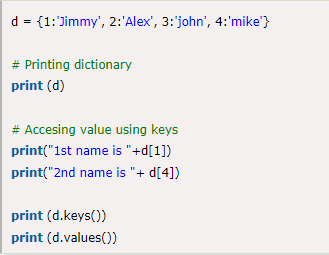 d = {1:'Jimmy', 2:'Alex', 3:'john', 4:'mike'}
# Printing dictionary
print (d)
# Accesing value using keys
print("1st name is "+d[1])
print("2nd name is "+ d[4])
print (d.keys())
print (d.values())